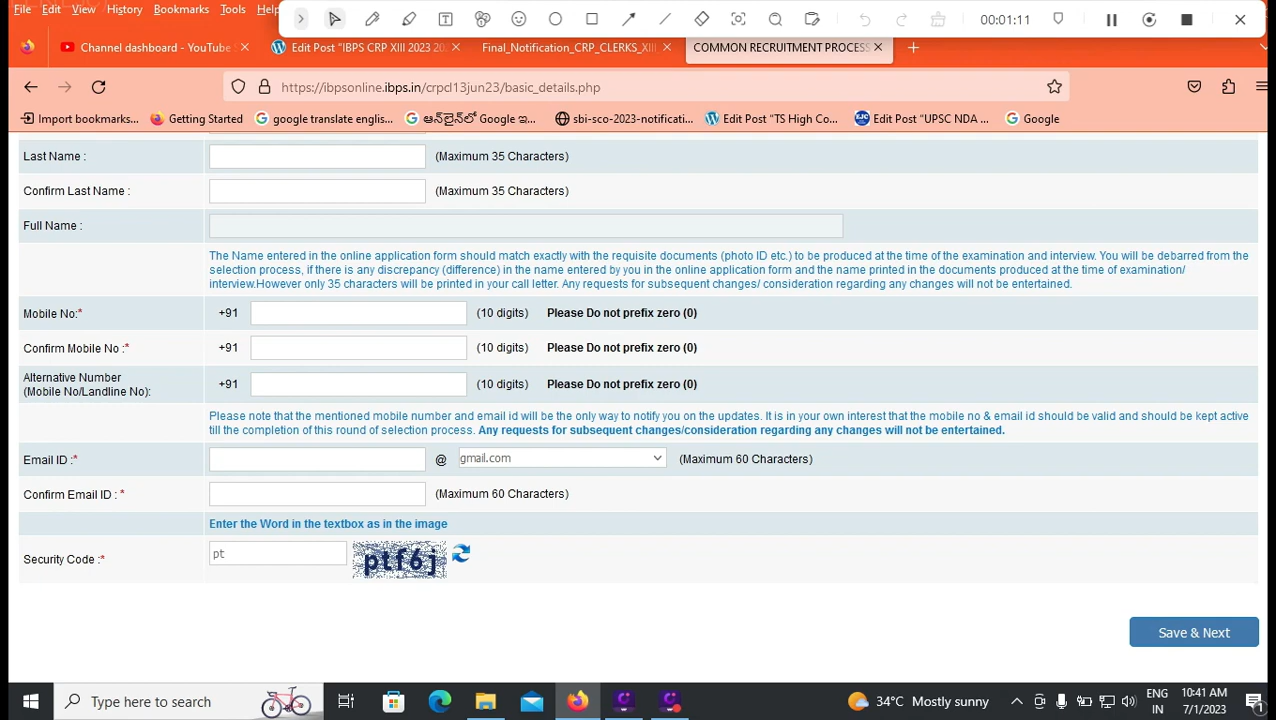 File Edit View History Bookmarks Tools Help
00:01:11
Channel dashboard - YouTube S
Edit Post "IBPS CRP XIII 2023 20
Final_Notification_CRP_CLERKS_XIII
COMMON RECRUITMENT PROCESS
https://ibpsonline.ibps.in/crpcl13jun23/basic_details.php
Import bookmarks...
Getting Started
google translate englis...
ఆన్‌లైన్‌లో Google ఇ...
sbi-sco-2023-notificati...
Edit Post "TS High Co...
Edit Post "UPSC NDA ...
Google
Last Name : (Maximum 35 Characters)
Confirm Last Name : (Maximum 35 Characters)
Full Name :
The Name entered in the online application form should match exactly with the requisite documents (photo ID etc.) to be produced at the time of the examination and interview. You will be debarred from the
selection process, if there is any discrepancy (difference) in the name entered by you in the online application form and the name printed in the documents produced at the time of examination/
interview.However only 35 characters will be printed in your call letter. Any requests for subsequent changes/ consideration regarding any changes will not be entertained.
Mobile No:* +91 (10 digits) Please Do not prefix zero (0)
Confirm Mobile No :* +91 (10 digits) Please Do not prefix zero (0)
Alternative Number
(Mobile No/Landline No): +91 (10 digits) Please Do not prefix zero (0)
Please note that the mentioned mobile number and email id will be the only way to notify you on the updates. It is in your own interest that the mobile no & email id should be valid and should be kept active
till the completion of this round of selection process. Any requests for subsequent changes/consideration regarding any changes will not be entertained.
Email ID :* @ gmail.com (Maximum 60 Characters)
Confirm Email ID : * (Maximum 60 Characters)
Enter the Word in the textbox as in the image
Security Code :* pt ptf6j
Save & Next
Type here to search
34°C Mostly sunny
ENG
IN
10:41 AM
7/1/2023
1